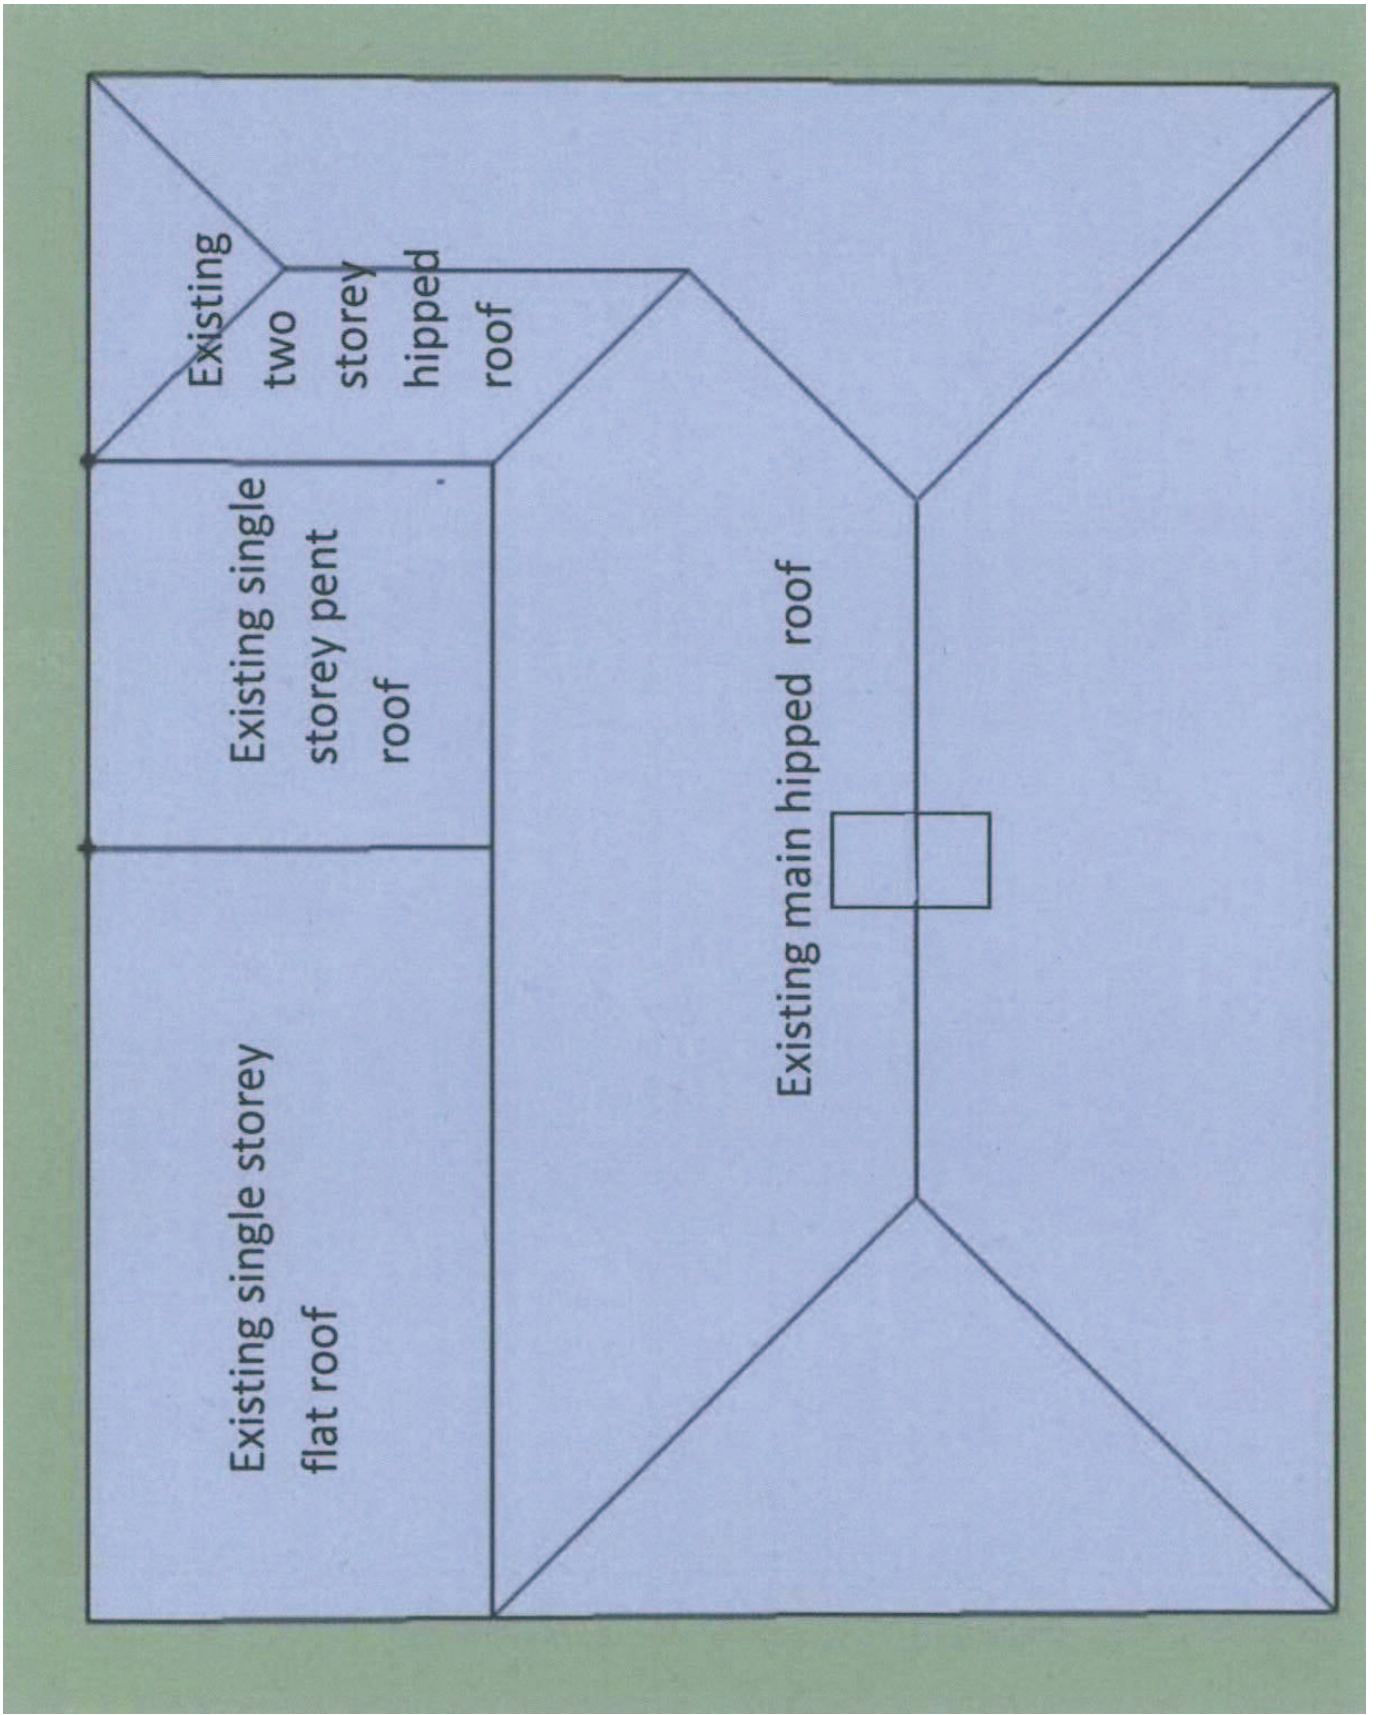 Existing single storey
flat roof
Existing single
storey pent
roof
Existing
two
storey
hipped
roof
Existing main hipped roof